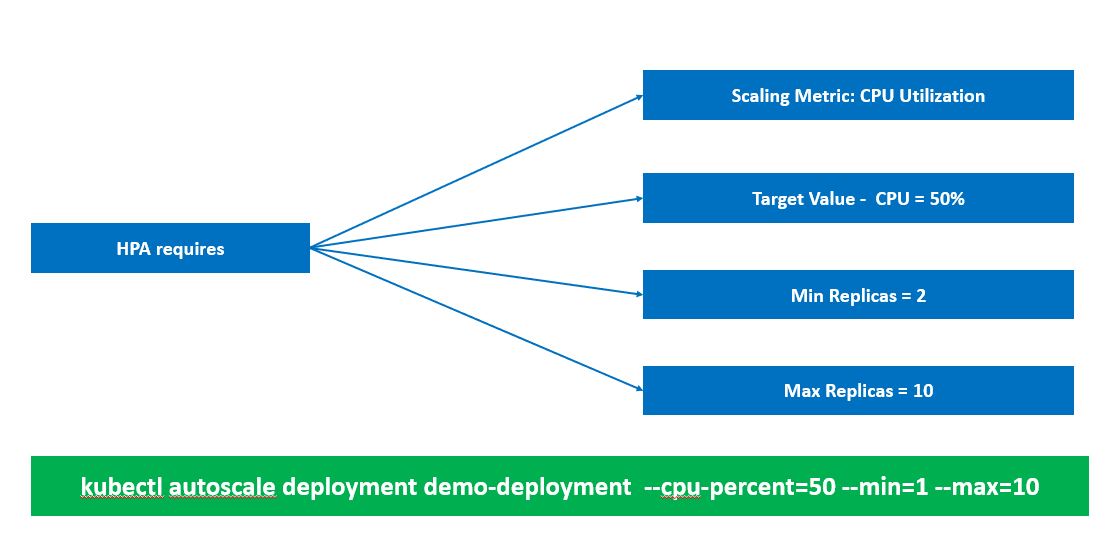 Scaling Metric: CPU Utilization
Target Value -  CPU = 50%
HPA requires
Min Replicas = 2
Max Replicas = 10
kubectl autoscale deployment demo-deployment  --cpu-percent=50 --min=1 --max=10